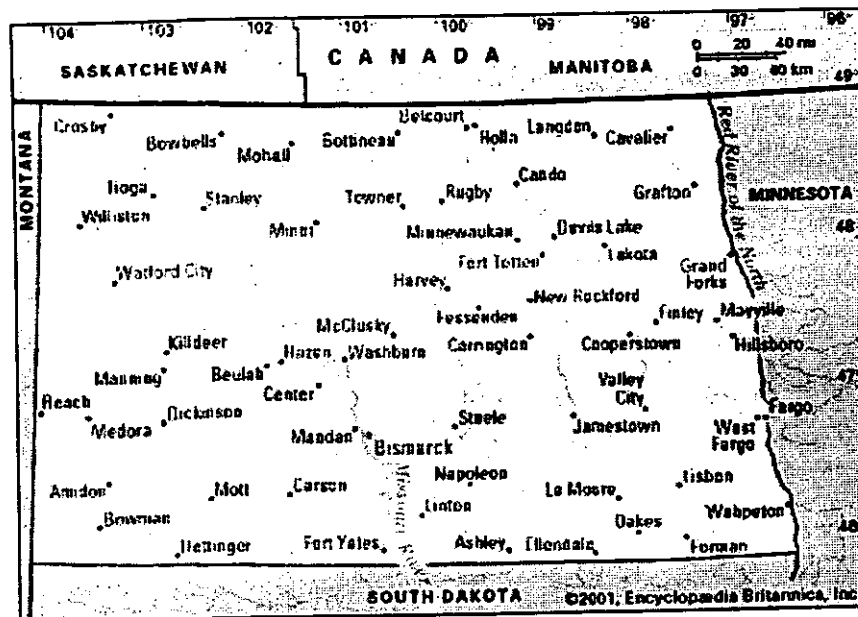 104 103 102 101 100 99 98 97 96
CANADA
0 20 40 mi
0 30 60 km
SASKATCHEWAN
MANITOBA
49
MONTANA
Crosby
Bowbells
Mohall
Bottineau
Belcourt
Rolla
Langdon
Cavalier
Red River of the North
Tioga
Stanley
Towner
Rugby
Cando
Grafton
MINNESOTA
Williston
Minot
Minnewaukan
Devils Lake
48
Fort Totten
Lakota
Watford City
Harvey
Grand
Forks
New Rockford
Fessenden
Finley
Mayville
McClusky
Killdeer
Hazen
Washburn
Carrington
Cooperstown
Hillsboro
Manning
Beulah
Center
Valley
City
47
Beach
Medora
Dickinson
Steele
Jamestown
Fargo
West
Fargo
Mandan
Bismarck
Missouri River
Amidon
Mott
Carson
Napoleon
La Moure
Lisbon
Bowman
Linton
Oakes
Wahpeton
46
Hettinger
Fort Yates
Ashley
Ellendale
Forman
SOUTH DAKOTA
©2001, Encyclopædia Britannica, Inc